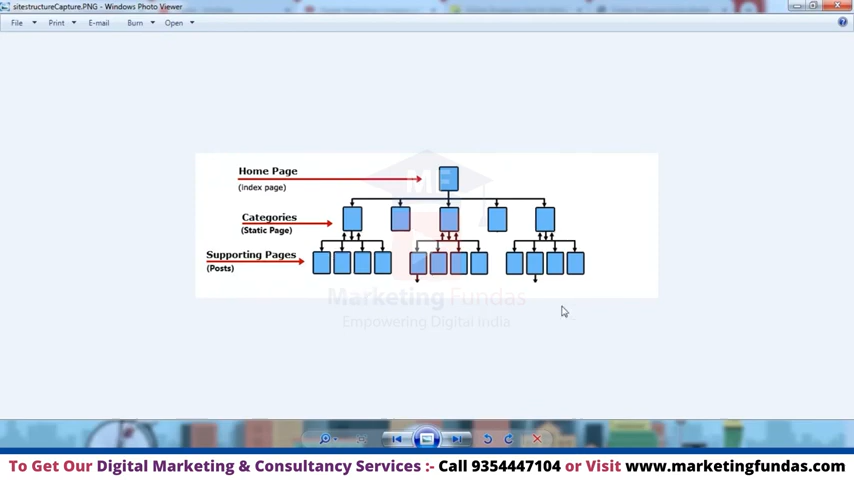 sitestructureCapture.PNG - Windows Photo Viewer
File Print E-mail Burn Open
Home Page
(index page)
Categories
(Static Page)
Supporting Pages
(Posts)
Marketing Fundas
Empowering Digital India
To Get Our Digital Marketing & Consultancy Services :- Call 9354447104 or Visit www.marketingfundas.com